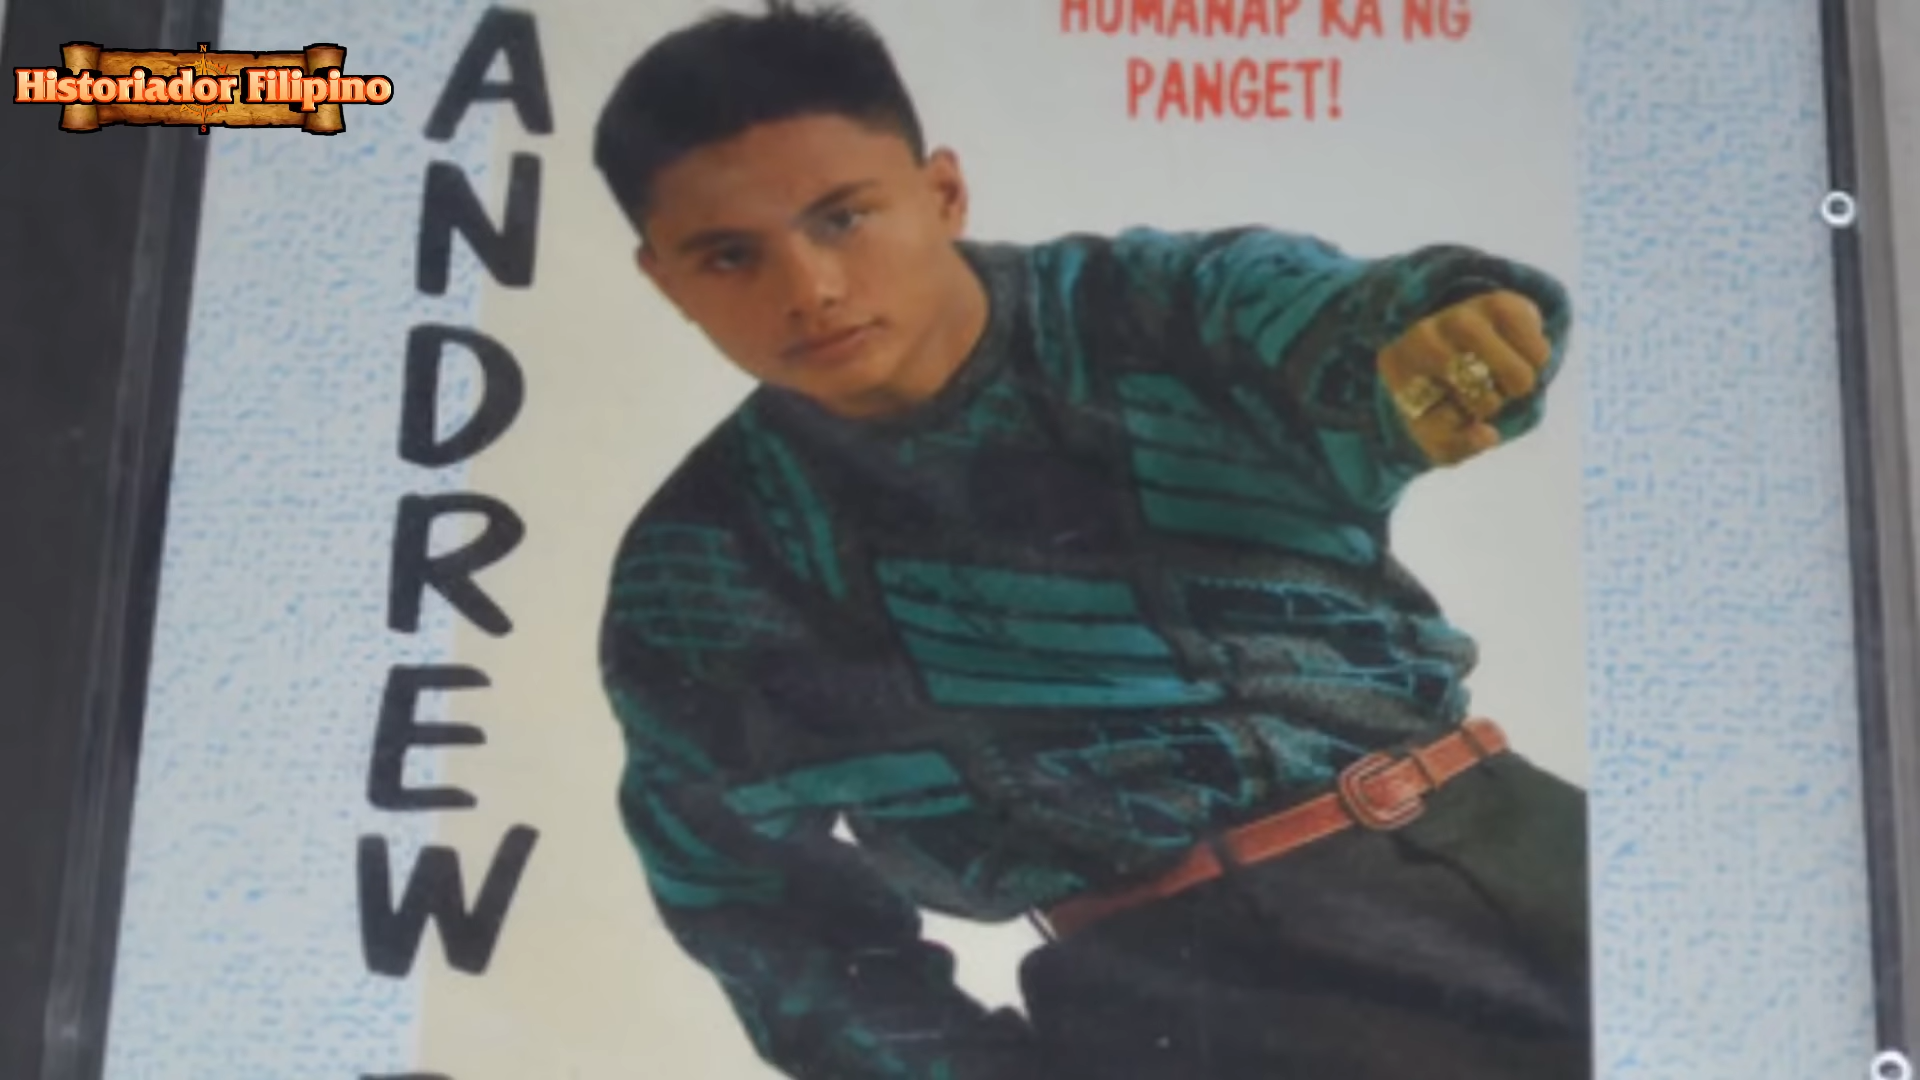 Historiador Filipino
N
S
ANDREW
HUMANAP KA NG
PANGET!